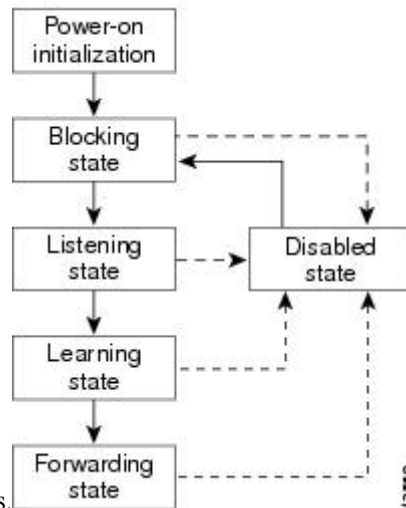 Power-on
initialization
Blocking
state
Listening
state
Disabled
state
Learning
state
Forwarding
state
s.